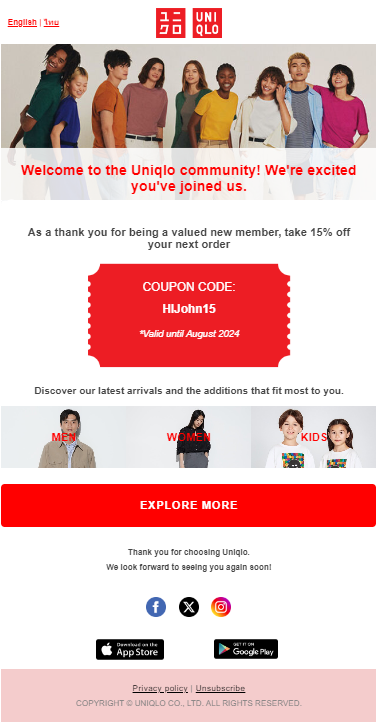 English | ไทย
ユニ
クロ
UNI
QLO
Welcome to the Uniqlo community! We're excited
you've joined us.
As a thank you for being a valued new member, take 15% off
your next order
COUPON CODE:
HIJohn15
*Valid until August 2024
Discover our latest arrivals and the additions that fit most to you.
MEN
WOMEN
KIDS
EXPLORE MORE
Thank you for choosing Uniqlo.
We look forward to seeing you again soon!
Download on the
App Store
GET IT ON
Google Play
Privacy policy | Unsubscribe
COPYRIGHT © UNIQLO CO., LTD. ALL RIGHTS RESERVED.